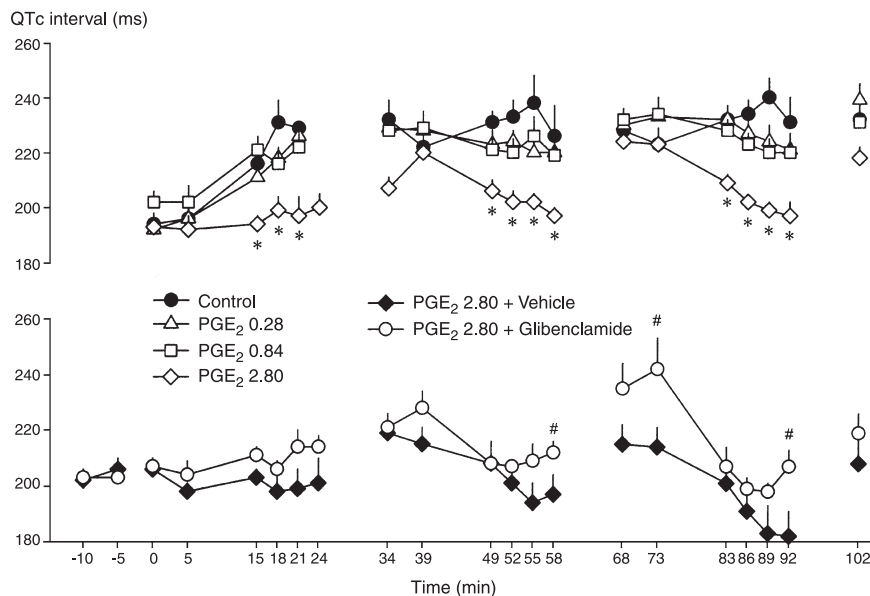 QTc interval (ms)
260
240
220
200
180
* * *
* * * *
* * * *
Control
PGE₂ 0.28
PGE₂ 0.84
PGE₂ 2.80
PGE₂ 2.80 + Vehicle
PGE₂ 2.80 + Glibenclamide
260
240
220
200
180
# # #
-10 -5 0 5 15 18 21 24 34 39 49 52 55 58 68 73 83 86 89 92 102
Time (min)